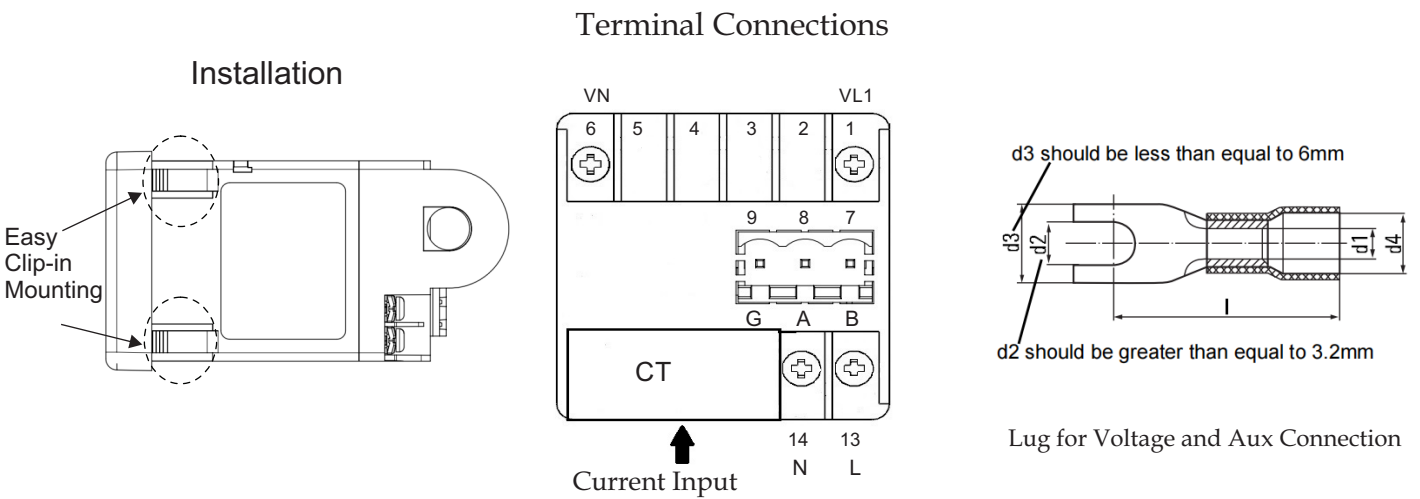 Terminal Connections
Installation
Easy
Clip-in
Mounting
VN VL1
6 5 4 3 2 1
9 8 7
G A B
CT
14 13
N L
Current Input
d3 should be less than equal to 6mm
d3 d2 d1 d4
l
d2 should be greater than equal to 3.2mm
Lug for Voltage and Aux Connection